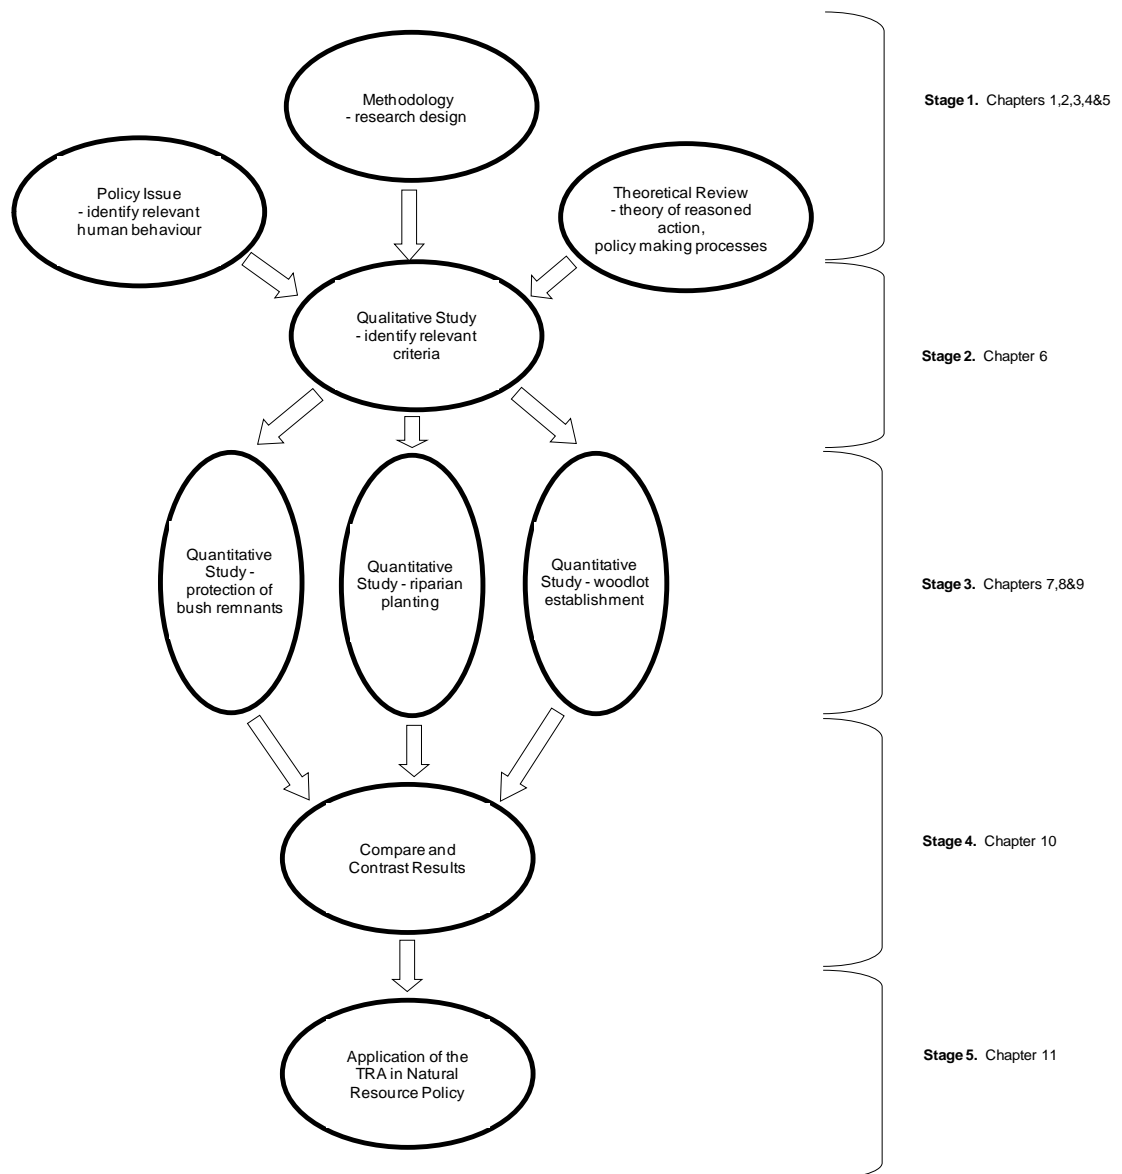 Methodology
- research design
Stage 1. Chapters 1,2,3,4&5
Policy Issue
- identify relevant
human behaviour
Theoretical Review
- theory of reasoned
action,
policy making processes
Qualitative Study
- identify relevant
criteria
Stage 2. Chapter 6
Quantitative
Study -
protection of
bush remnants
Quantitative
Study - riparian
planting
Quantitative
Study - woodlot
establishment
Stage 3. Chapters 7,8&9
Compare and
Contrast Results
Stage 4. Chapter 10
Application of the
TRA in Natural
Resource Policy
Stage 5. Chapter 11